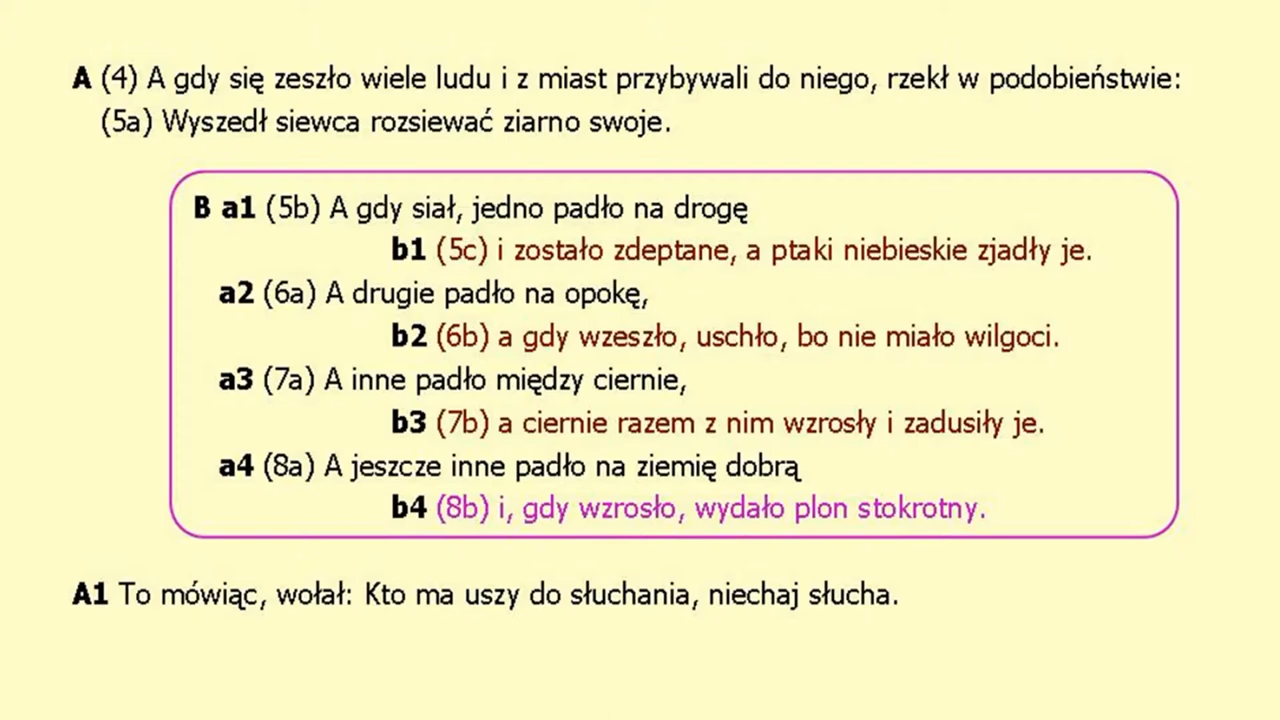 A (4) A gdy się zeszło wiele ludu i z miast przybywali do niego, rzekł w podobieństwie:
(5a) Wyszedł siewca rozsiewać ziarno swoje.
B a1 (5b) A gdy siał, jedno padło na drogę
b1 (5c) i zostało zdeptane, a ptaki niebieskie zjadły je.
a2 (6a) A drugie padło na opokę,
b2 (6b) a gdy wzeszło, uschło, bo nie miało wilgoci.
a3 (7a) A inne padło między ciernie,
b3 (7b) a ciernie razem z nim wzrosły i zadusiły je.
a4 (8a) A jeszcze inne padło na ziemię dobrą
b4 (8b) i, gdy wzrosło, wydało plon stokrotny.
A1 To mówiąc, wołał: Kto ma uszy do słuchania, niechaj słucha.